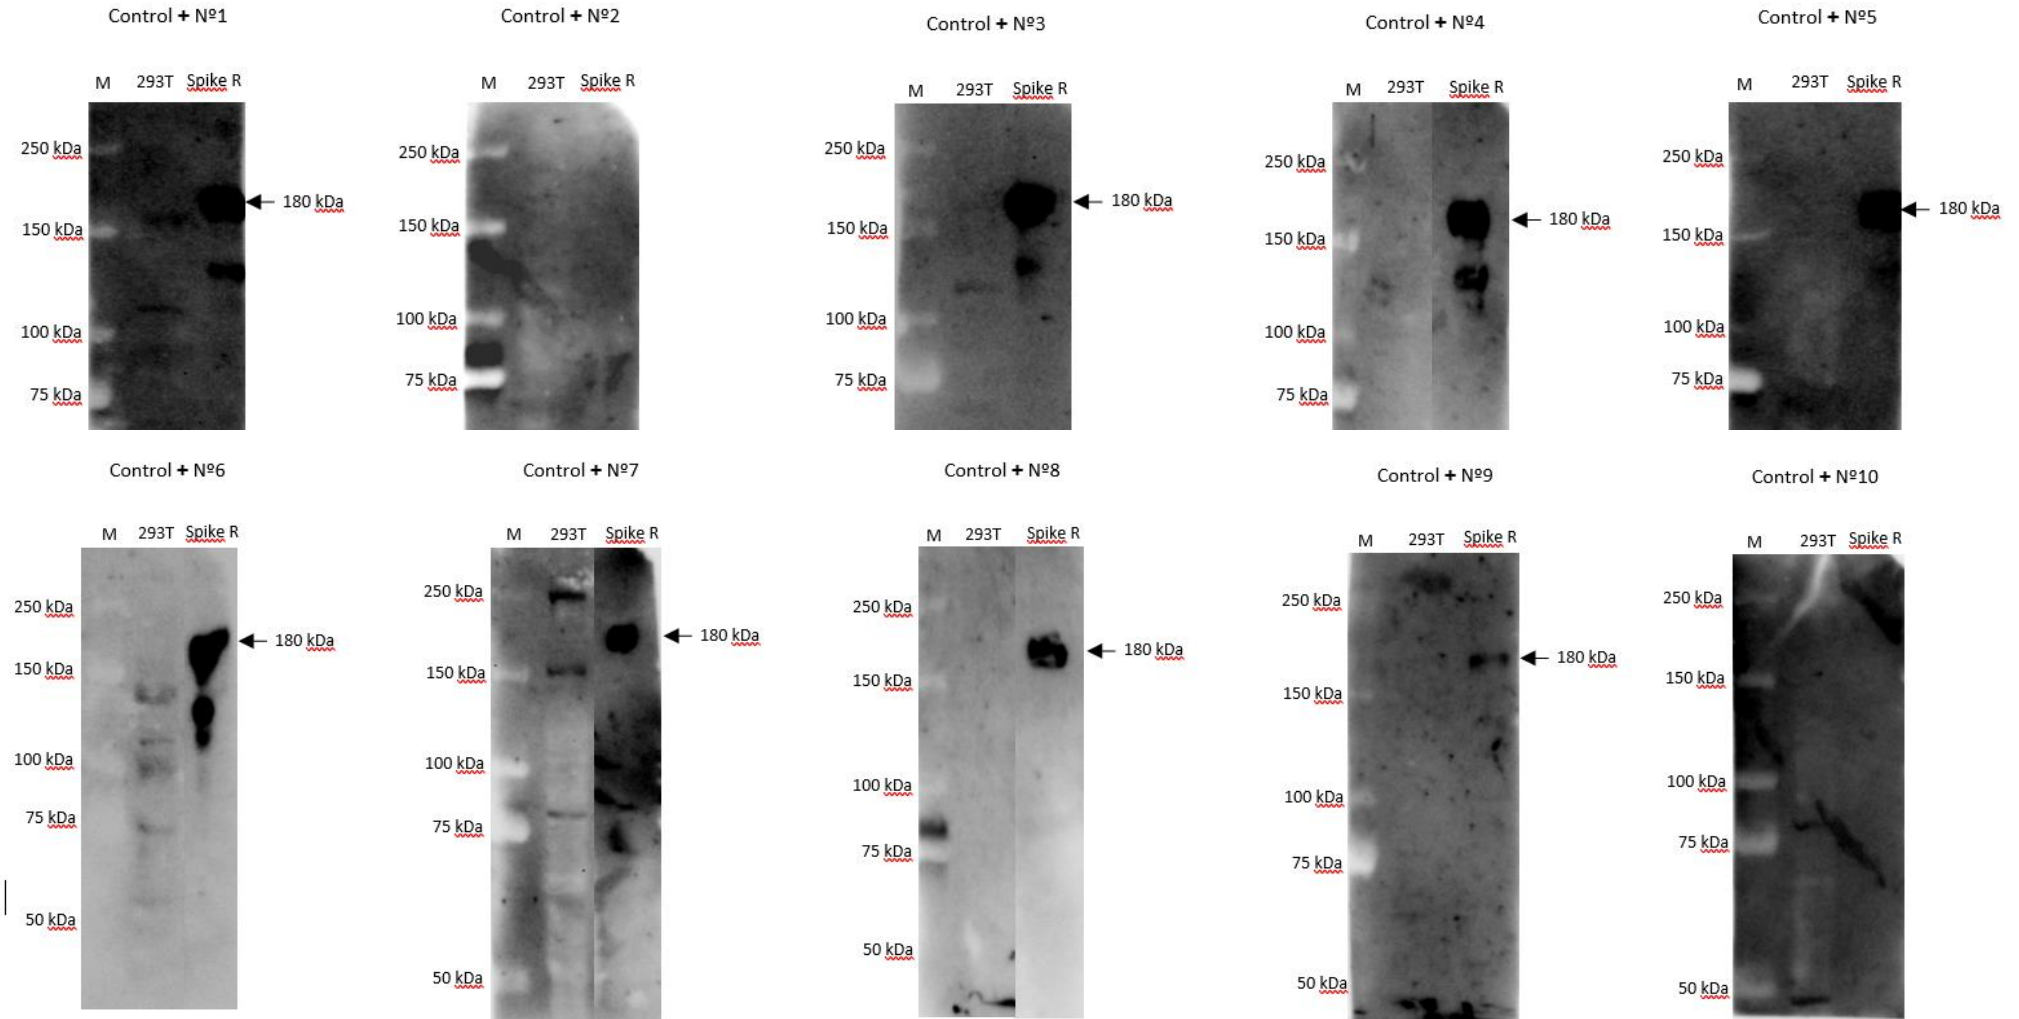 Control + Nº1
M 293T Spike R
250 kDa
180 kDa
150 kDa
100 kDa
75 kDa
Control + Nº2
M 293T Spike R
250 kDa
150 kDa
100 kDa
75 kDa
Control + Nº3
M 293T Spike R
250 kDa
180 kDa
150 kDa
100 kDa
75 kDa
Control + Nº4
M 293T Spike R
250 kDa
180 kDa
150 kDa
100 kDa
75 kDa
Control + Nº5
M 293T Spike R
250 kDa
180 kDa
150 kDa
100 kDa
75 kDa
Control + Nº6
M 293T Spike R
250 kDa
180 kDa
150 kDa
100 kDa
75 kDa
50 kDa
Control + Nº7
M 293T Spike R
250 kDa
180 kDa
150 kDa
100 kDa
75 kDa
50 kDa
Control + Nº8
M 293T Spike R
250 kDa
180 kDa
150 kDa
100 kDa
75 kDa
50 kDa
Control + Nº9
M 293T Spike R
250 kDa
180 kDa
150 kDa
100 kDa
75 kDa
50 kDa
Control + Nº10
M 293T Spike R
250 kDa
150 kDa
100 kDa
75 kDa
50 kDa